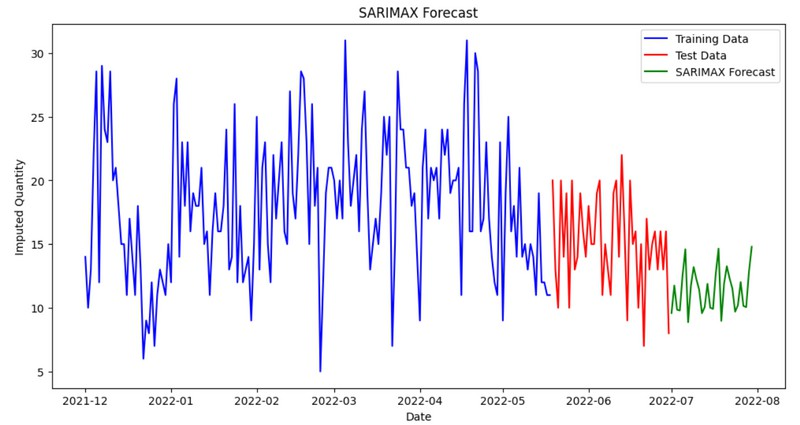 SARIMAX Forecast
Training Data
Test Data
SARIMAX Forecast
30
25
20
15
10
5
Imputed Quantity
2021-12 2022-01 2022-02 2022-03 2022-04 2022-05 2022-06 2022-07 2022-08
Date